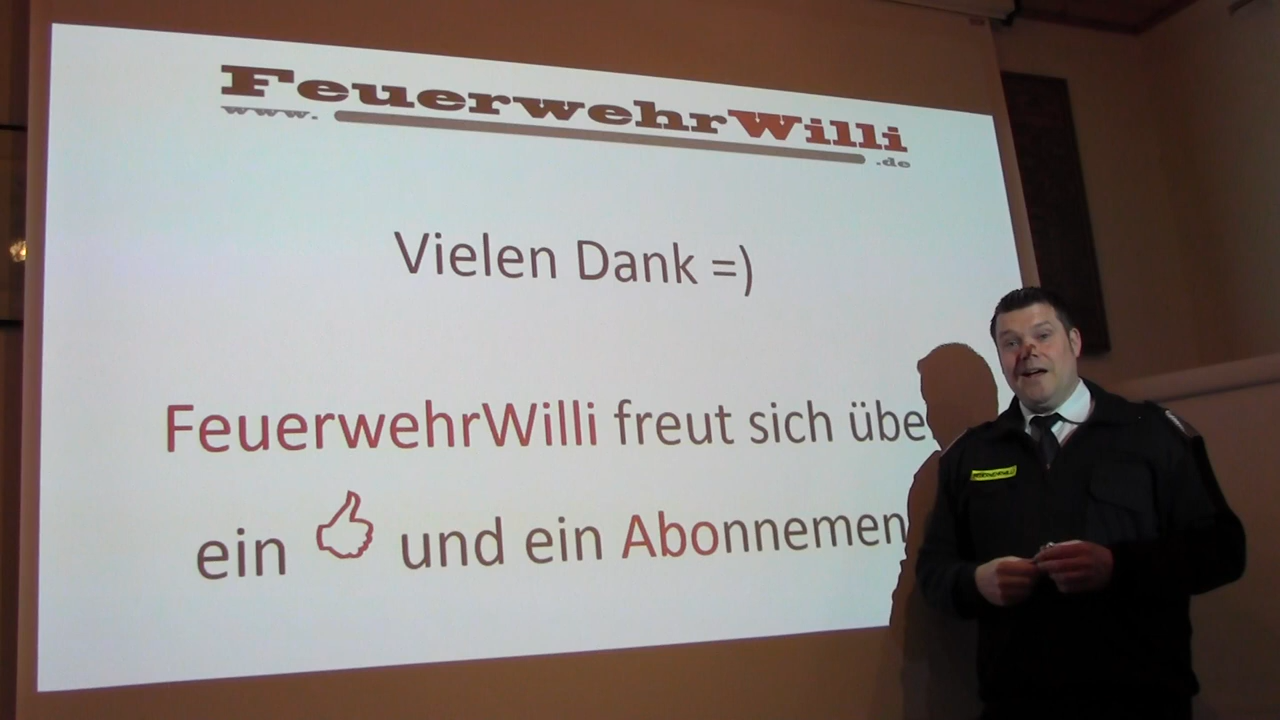 FeuerwehrWilli
www. .de
Vielen Dank =)
FeuerwehrWilli freut sich übe
ein und ein Abonnemen